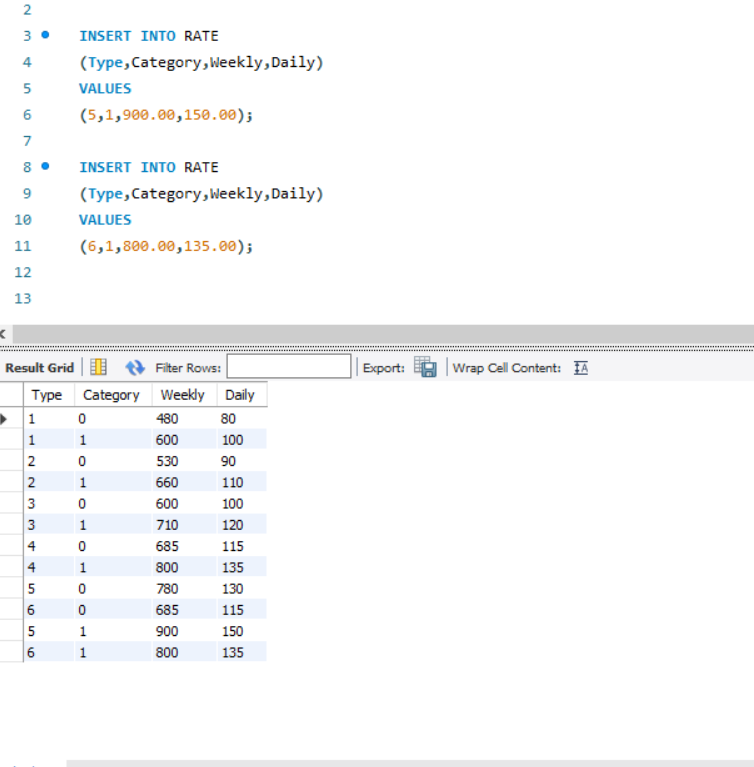 2
3 INSERT INTO RATE
4 (Type,Category,Weekly,Daily)
5 VALUES
6 (5,1,900.00,150.00);
7
8 INSERT INTO RATE
9 (Type,Category,Weekly,Daily)
10 VALUES
11 (6,1,800.00,135.00);
12
13
Result Grid Filter Rows: Export: Wrap Cell Content: IA
Type Category Weekly Daily
1 0 480 80
1 1 600 100
2 0 530 90
2 1 660 110
3 0 600 100
3 1 710 120
4 0 685 115
4 1 800 135
5 0 780 130
6 0 685 115
5 1 900 150
6 1 800 135